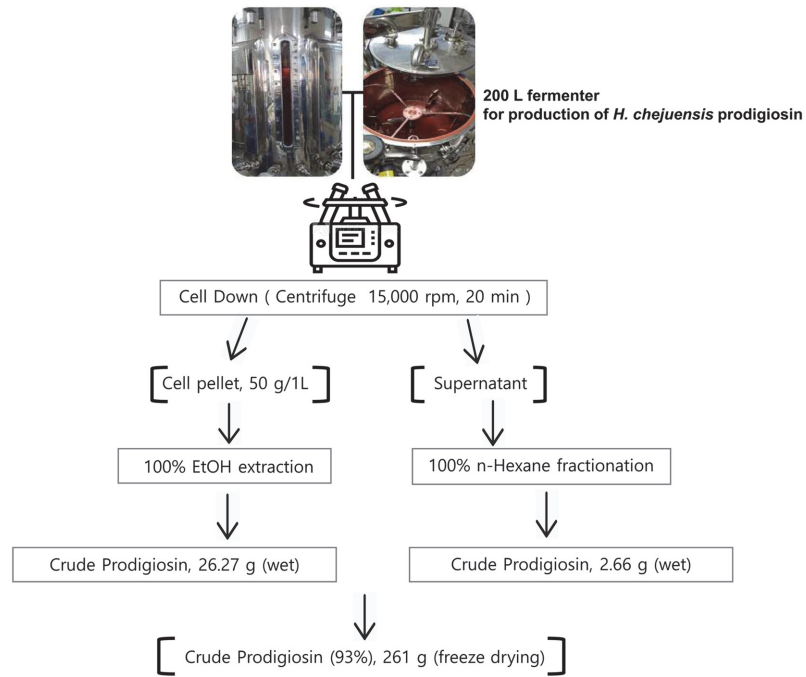 200 L fermenter
for production of H. chejuensis prodigiosin
Cell Down ( Centrifuge 15,000 rpm, 20 min )
Cell pellet, 50 g/1L
Supernatant
100% EtOH extraction
100% n-Hexane fractionation
Crude Prodigiosin, 26.27 g (wet)
Crude Prodigiosin, 2.66 g (wet)
Crude Prodigiosin (93%), 261 g (freeze drying)